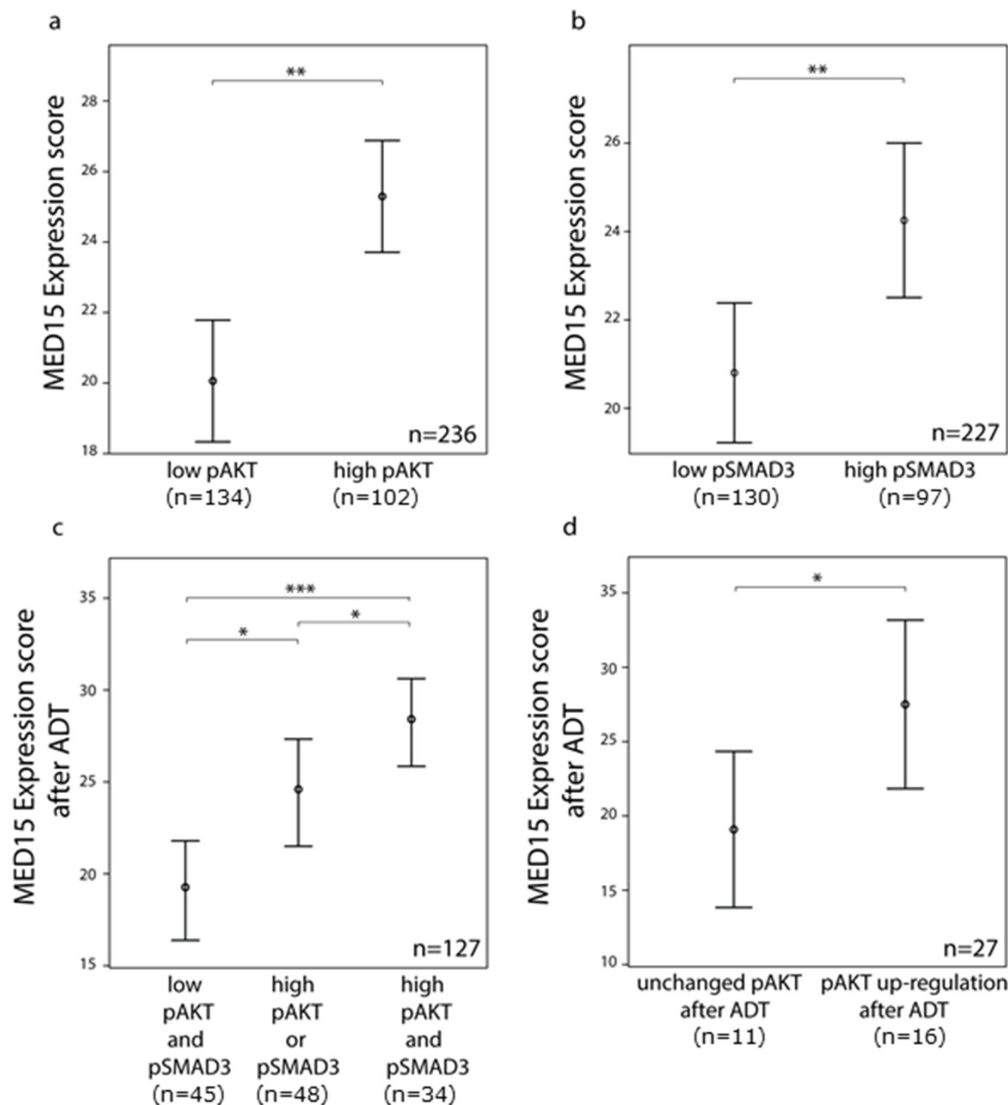 a
MED15 Expression score
28
26
24
22
20
18
**
n=236
low pAKT
(n=134)
high pAKT
(n=102)
b
MED15 Expression score
26
24
22
20
**
n=227
low pSMAD3
(n=130)
high pSMAD3
(n=97)
c
MED15 Expression score
after ADT
35
30
25
20
15
***
*
*
n=127
low
pAKT
and
pSMAD3
(n=45)
high
pAKT
or
pSMAD3
(n=48)
high
pAKT
and
pSMAD3
(n=34)
d
MED15 Expression score
after ADT
35
30
25
20
15
10
*
n=27
unchanged pAKT
after ADT
(n=11)
pAKT up-regulation
after ADT
(n=16)